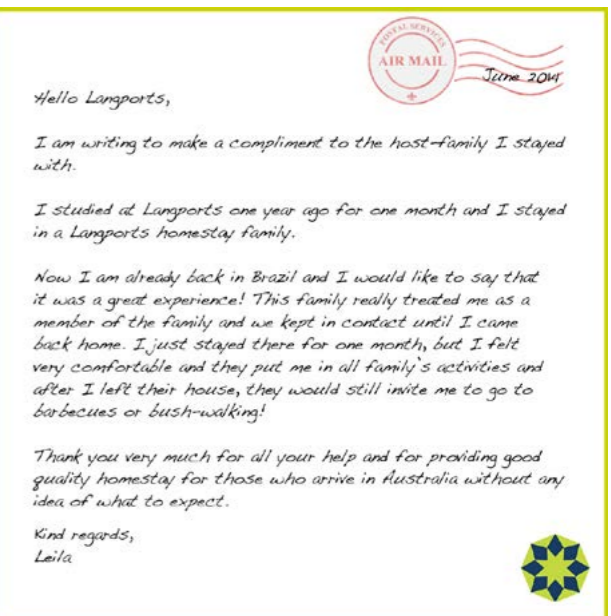 POSTAL SERVICES
AIR MAIL
June 2014
Hello Langports,
I am writing to make a compliment to the host-family I stayed
with.
I studied at Langports one year ago for one month and I stayed
in a Langports homestay family.
Now I am already back in Brazil and I would like to say that
it was a great experience! This family really treated me as a
member of the family and we kept in contact until I came
back home. I just stayed there for one month, but I felt
very comfortable and they put me in all family's activities and
after I left their house, they would still invite me to go to
barbecues or bush-walking!
Thank you very much for all your help and for providing good
quality homestay for those who arrive in Australia without any
idea of what to expect.
Kind regards,
Leila